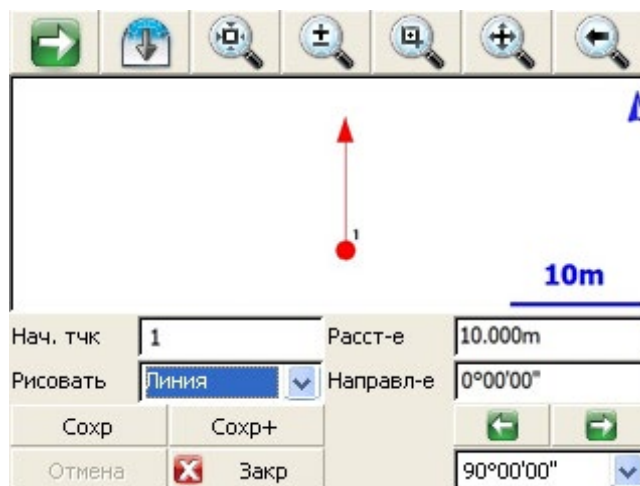 1
10m
Нач. тчк 1 Расст-е 10.000m
Рисовать Линия Направл-е 0°00'00"
Сохр Сохр+
Отмена Закр 90°00'00"